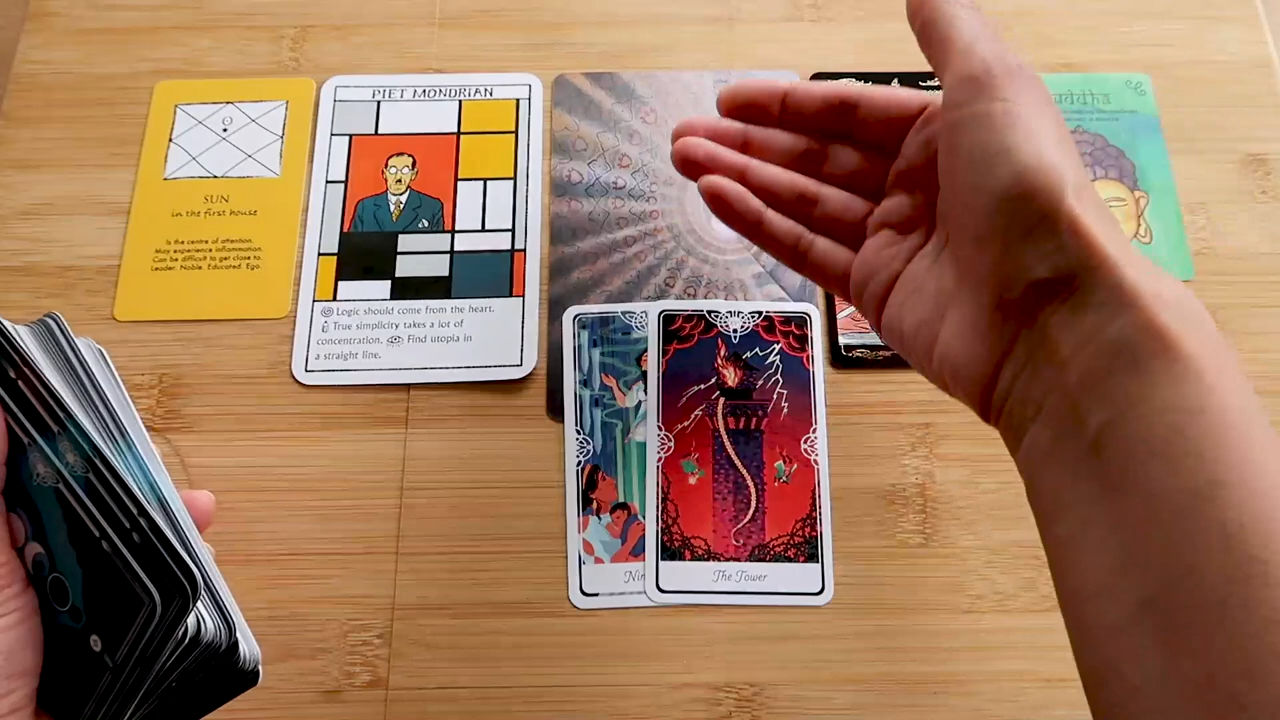 SUN
in the first house
Is the centre of attention.
May experience inflammation.
Can be difficult to get close to.
Leader. Noble. Educated. Ego.
PIET MONDRIAN
Logic should come from the heart.
True simplicity takes a lot of
concentration. Find utopia in
a straight line.
uddha
Nin
The Tower